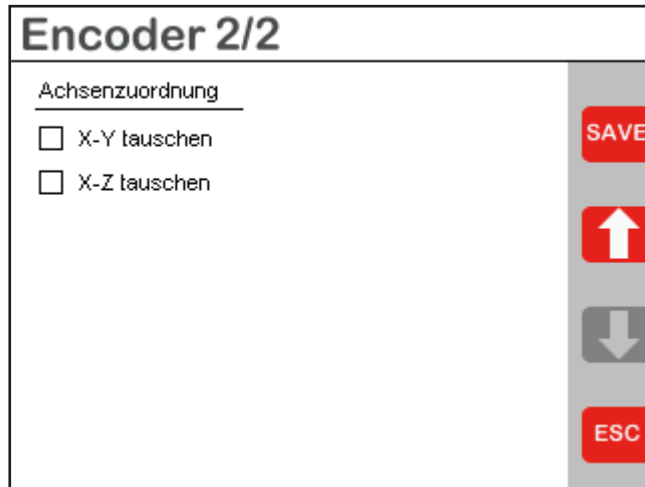 Encoder 2/2
Achsenzuordnung
X-Y tauschen
X-Z tauschen
SAVE
ESC